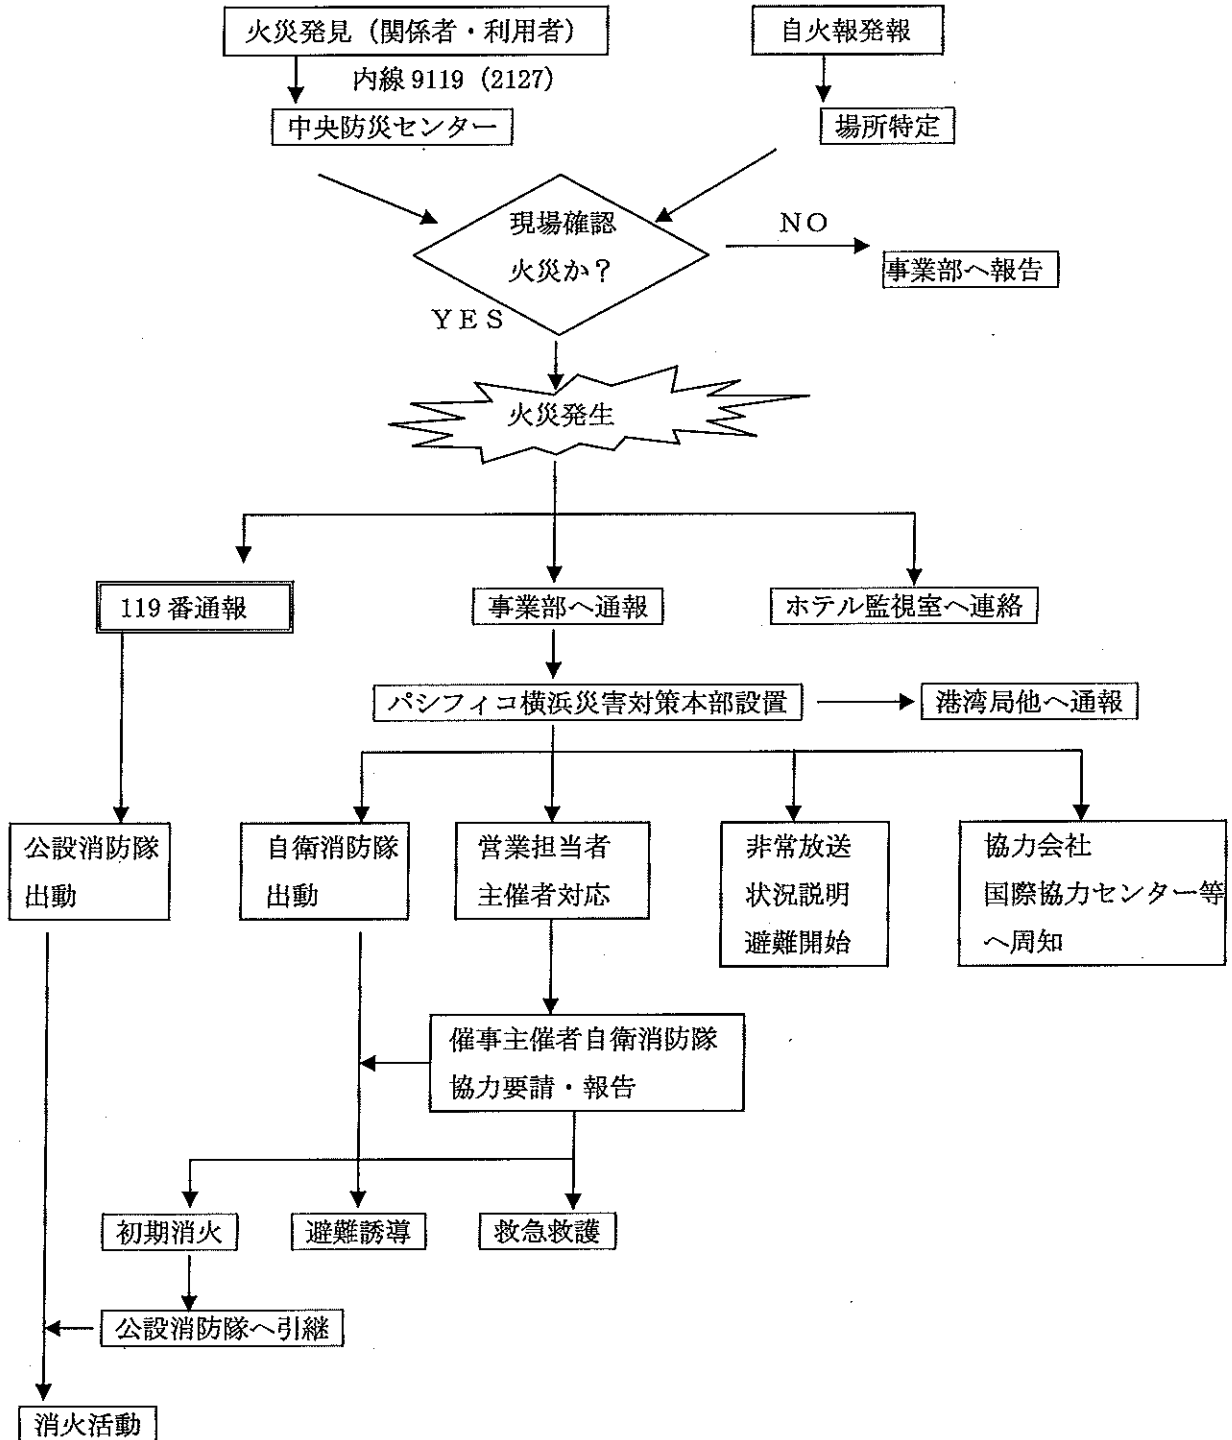 火災発見（関係者・利用者）
自火報発報
内線 9119（2127）
中央防災センター
場所特定
現場確認
火災か？
ＮＯ
事業部へ報告
ＹＥＳ
火災発生
119 番通報
事業部へ通報
ホテル監視室へ連絡
パシフィコ横浜災害対策本部設置
港湾局他へ通報
公設消防隊
出動
自衛消防隊
出動
営業担当者
主催者対応
非常放送
状況説明
避難開始
協力会社
国際協力センター等
へ周知
催事主催者自衛消防隊
協力要請・報告
初期消火
避難誘導
救急救護
公設消防隊へ引継
消火活動